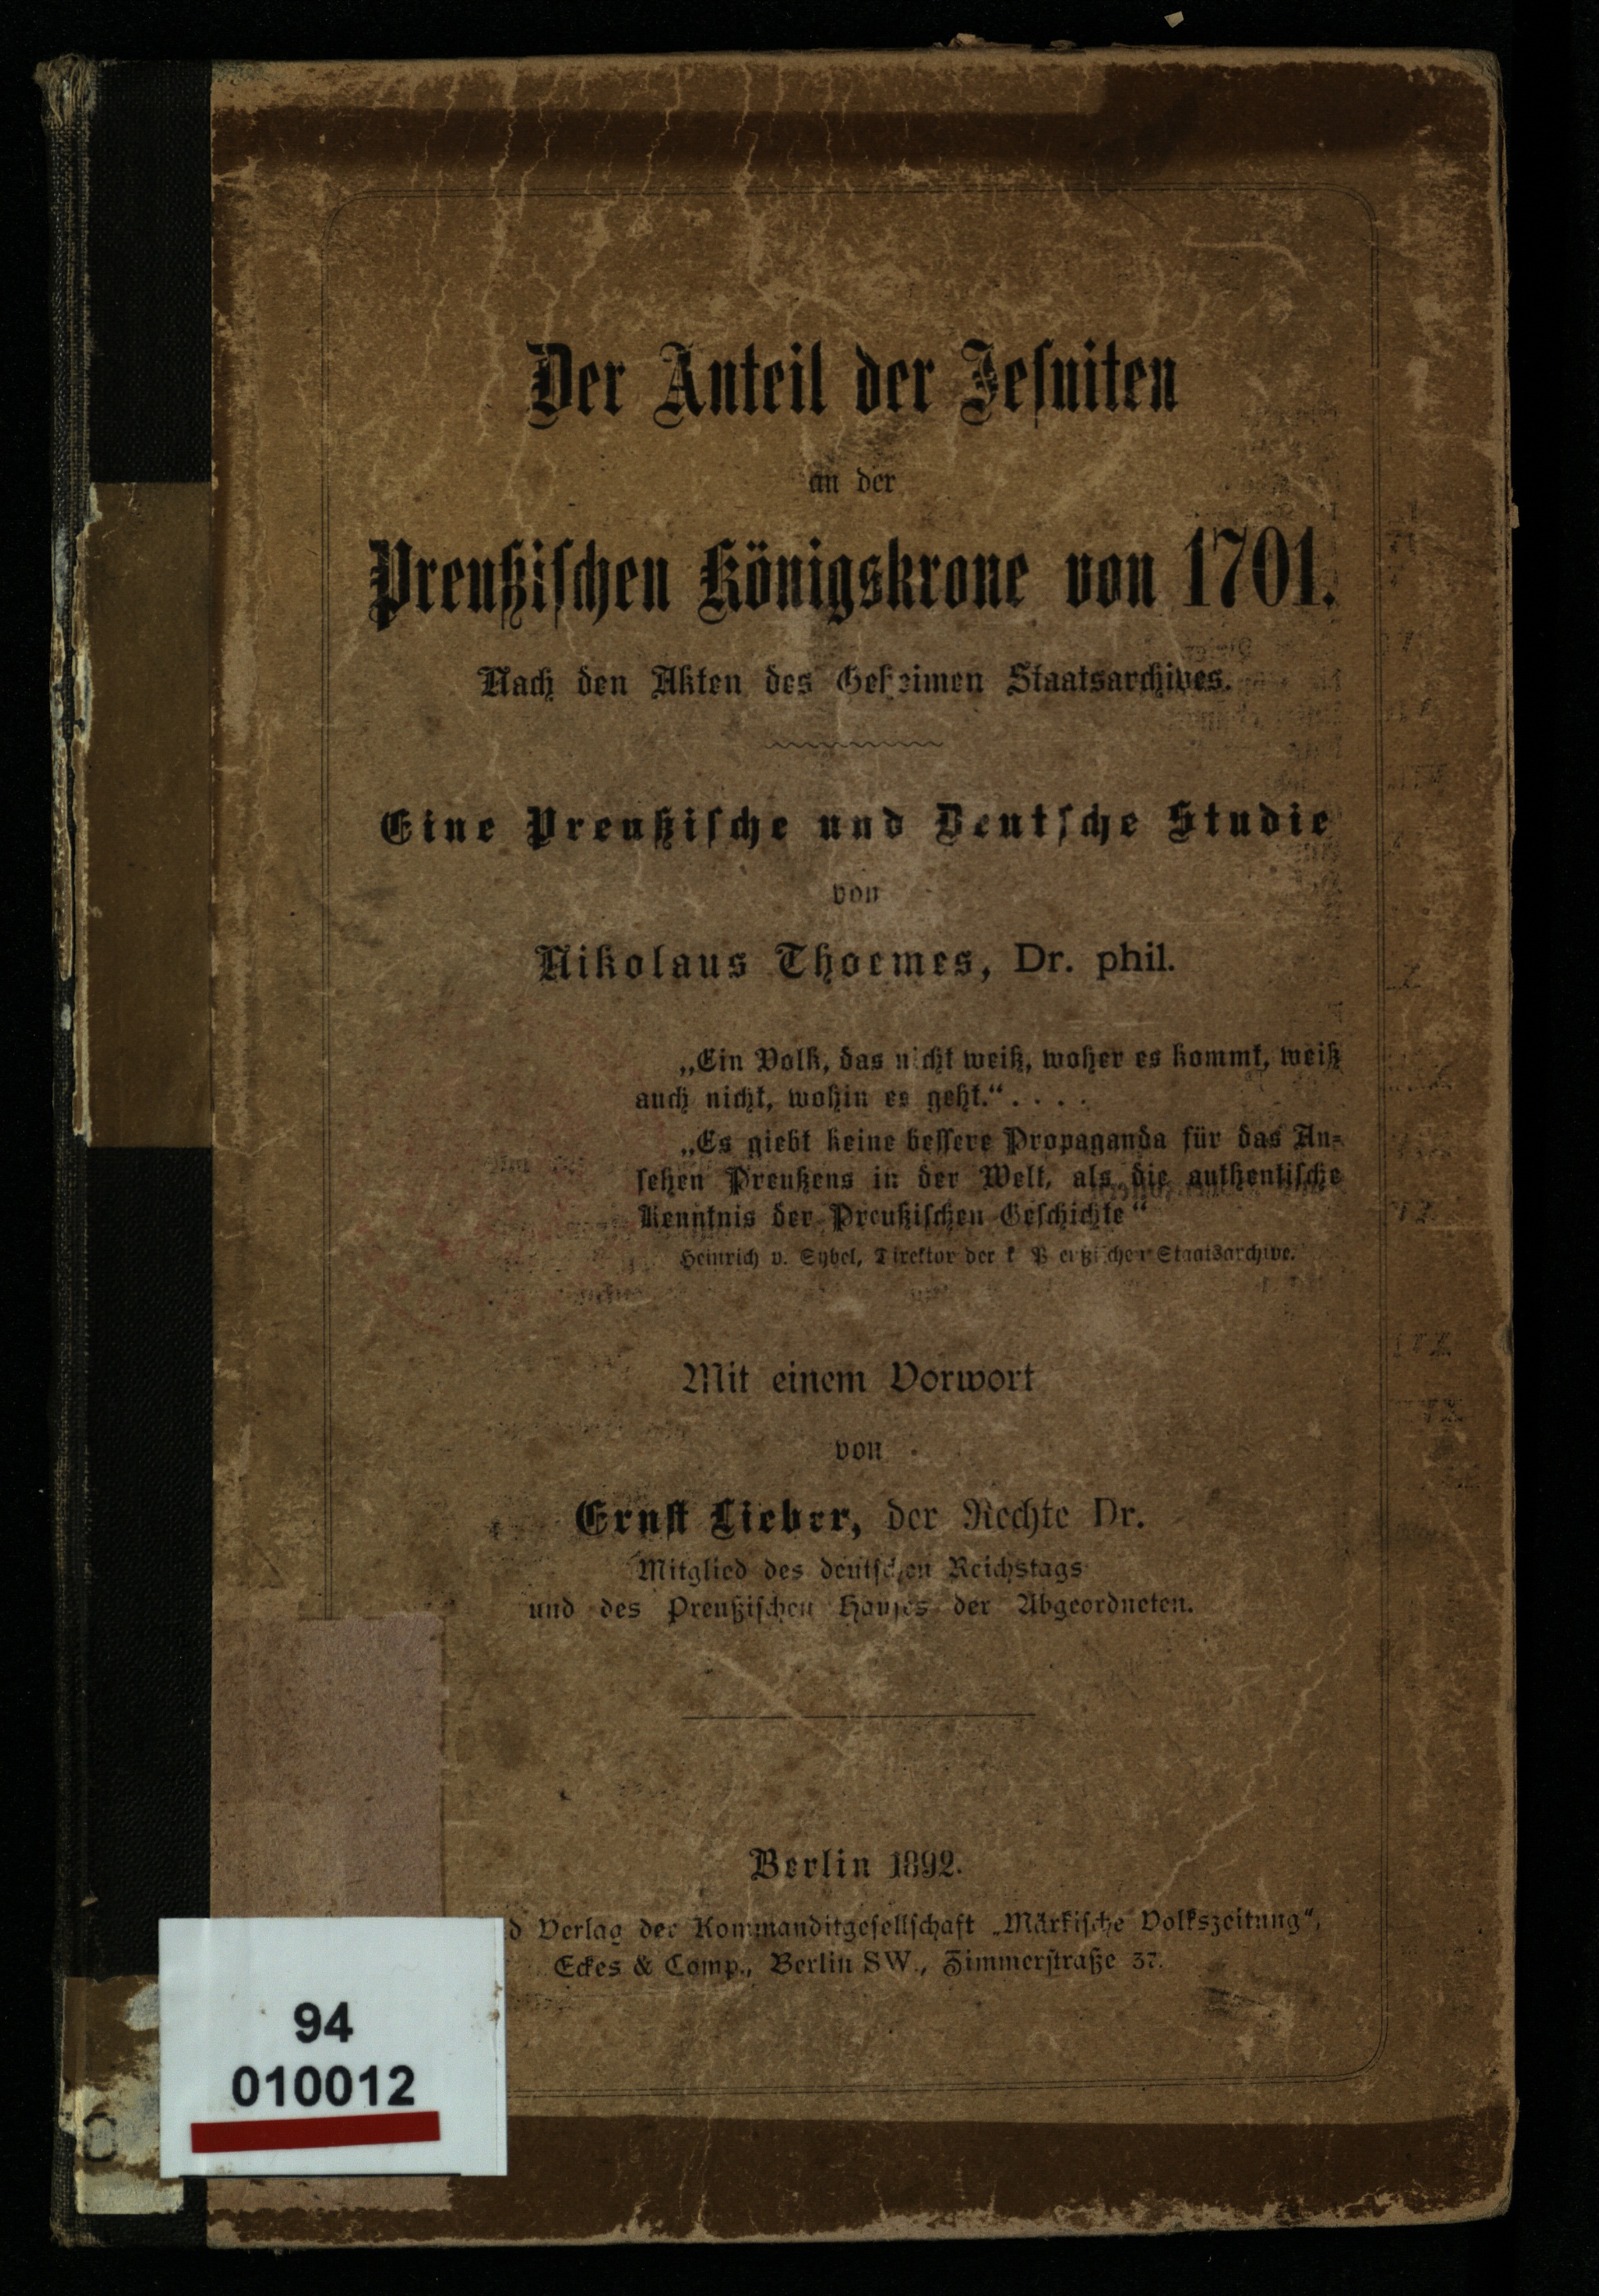 Der Anteil der Jesuiten
an der
Preußischen Königskrone von 1701.
Nach den Akten des Geheimen Staatsarchives.
Eine Preußische und Deutsche Studie
von
Nikolaus Thoemes, Dr. phil.
„Ein Volk, das nicht weiß, woher es kommt, weiß
auch nicht, wohin es geht.“ . . . .
„Es giebt keine bessere Propaganda für das An-
sehen Preußens in der Welt, als die authentische
Kenntnis der Preußischen Geschichte“
Heinrich v. Sybel, Direktor der k Preußischen Staatsarchive.
Mit einem Vorwort
von
Ernst Lieber, der Rechte Dr.
Mitglied des deutschen Reichstags
und des Preußischen Hauses der Abgeordneten.
Berlin 1892.
Verlag der Kommanditgesellschaft „Märkische Volkszeitung“,
Eckes & Comp., Berlin SW., Zimmerstraße 37.
94
010012